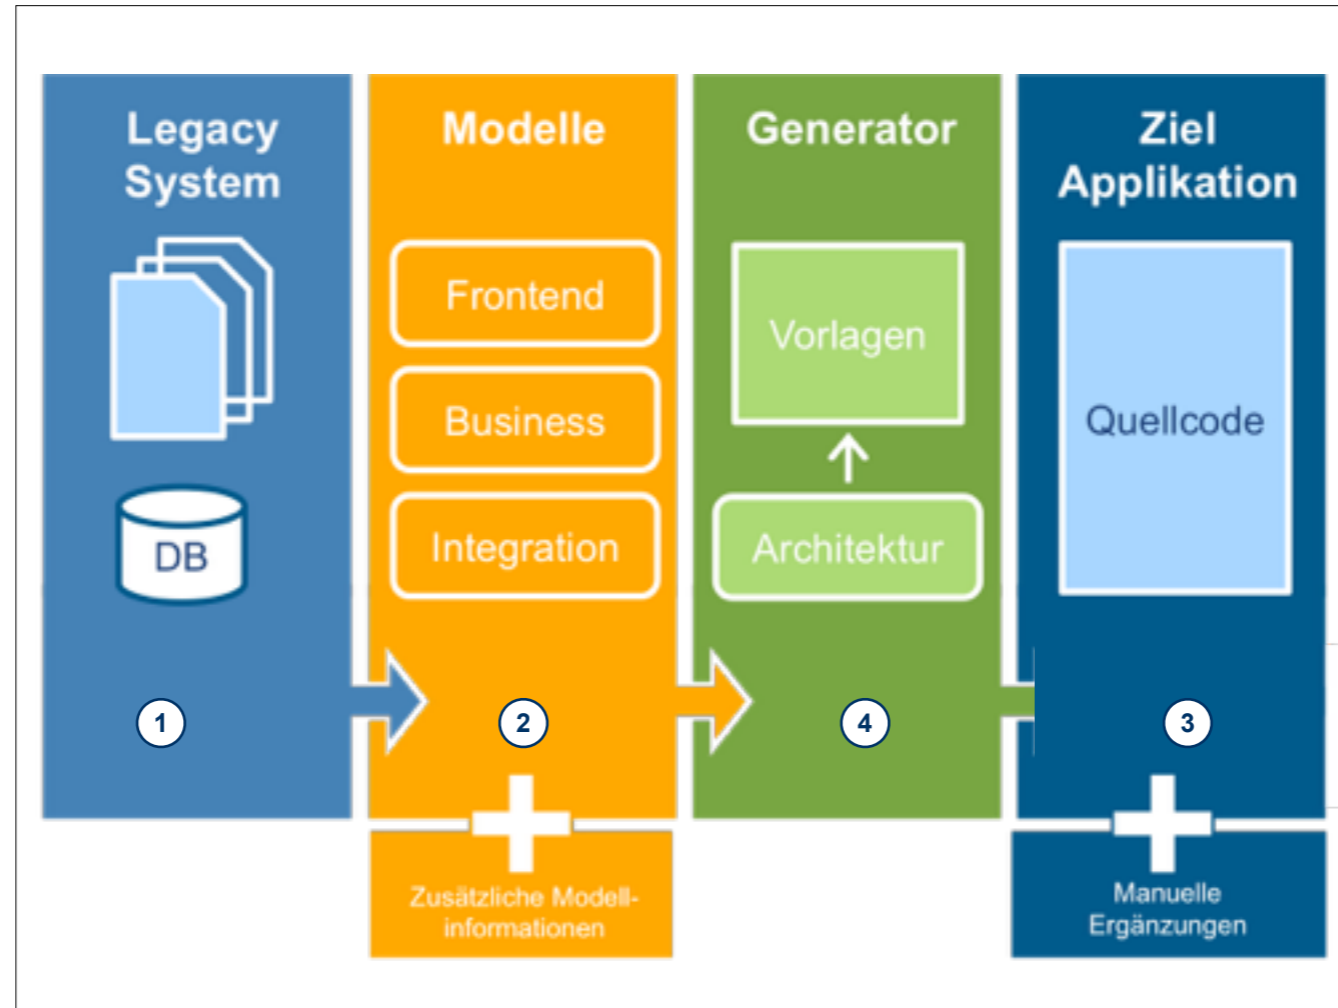 Legacy
System
DB
1
Modelle
Frontend
Business
Integration
2
Zusätzliche Modell-
informationen
Generator
Vorlagen
Architektur
4
Ziel
Applikation
Quellcode
3
Manuelle
Ergänzungen